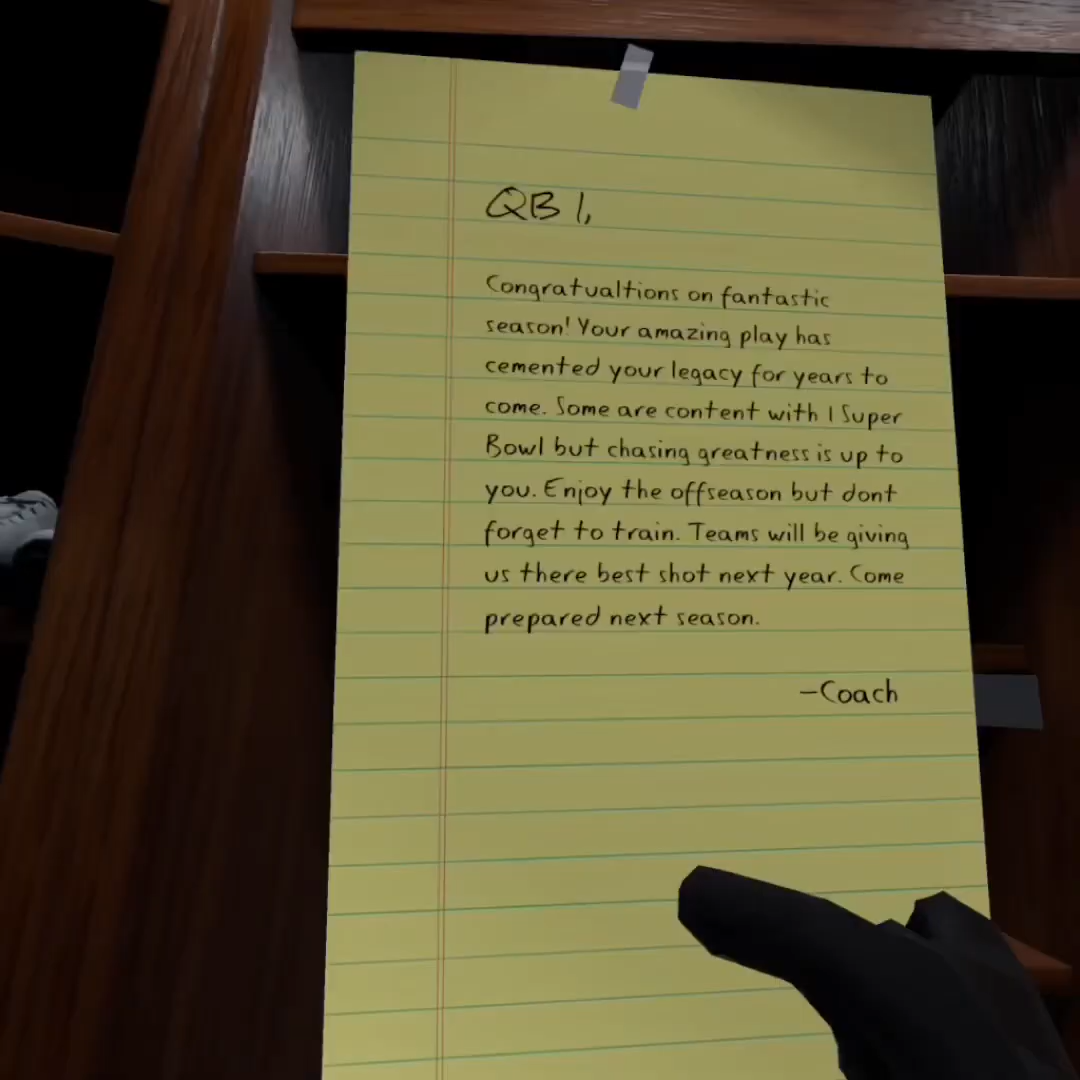 QB 1,
Congratualtions on fantastic
season! Your amazing play has
cemented your legacy for years to
come. Some are content with 1 Super
Bowl but chasing greatness is up to
you. Enjoy the offseason but dont
forget to train. Teams will be giving
us there best shot next year. Come
prepared next season.
-Coach